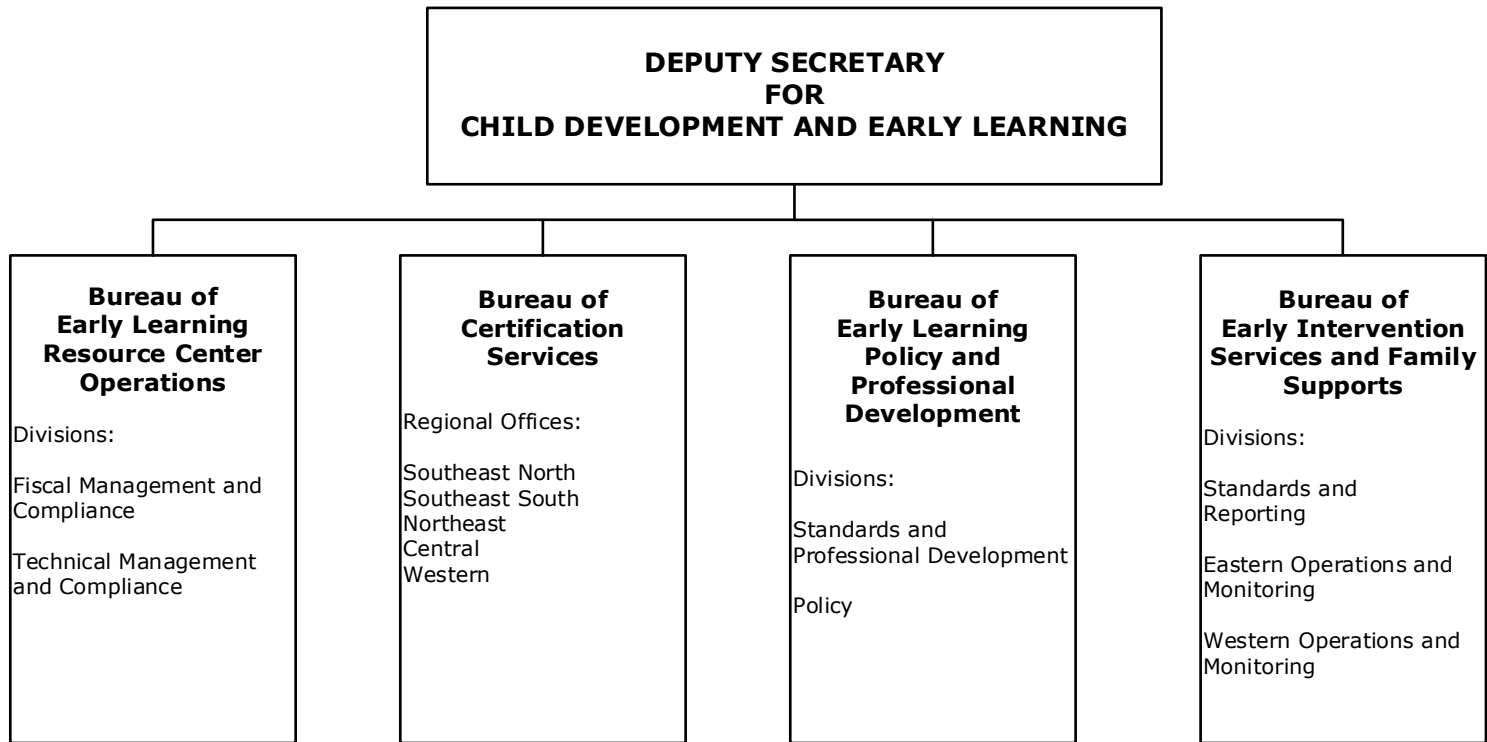 DEPUTY SECRETARY
FOR
CHILD DEVELOPMENT AND EARLY LEARNING
Bureau of
Early Learning
Resource Center
Operations
Divisions:
Fiscal Management and
Compliance
Technical Management
and Compliance
Bureau of
Certification
Services
Regional Offices:
Southeast North
Southeast South
Northeast
Central
Western
Bureau of
Early Learning
Policy and
Professional
Development
Divisions:
Standards and
Professional Development
Policy
Bureau of
Early Intervention
Services and Family
Supports
Divisions:
Standards and
Reporting
Eastern Operations and
Monitoring
Western Operations and
Monitoring